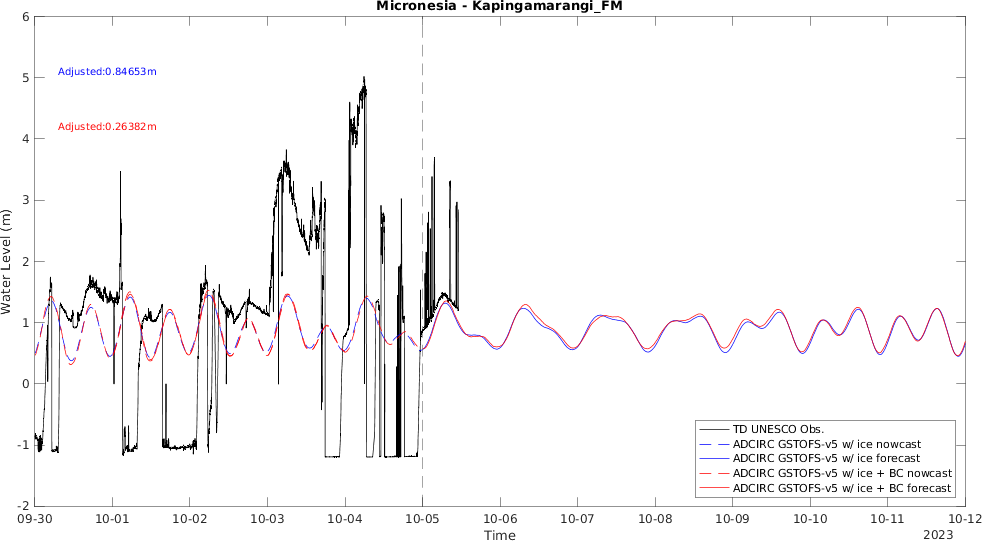 Micronesia - Kapingamarangi_FM
6
5
4
3
2
1
0
-1
-2
Water Level (m)
Adjusted:0.84653m
Adjusted:0.26382m
TD UNESCO Obs.
ADCIRC GSTOFS-v5 w/ ice nowcast
ADCIRC GSTOFS-v5 w/ ice forecast
ADCIRC GSTOFS-v5 w/ ice + BC nowcast
ADCIRC GSTOFS-v5 w/ ice + BC forecast
09-30 10-01 10-02 10-03 10-04 10-05 10-06 10-07 10-08 10-09 10-10 10-11 10-12
Time
2023